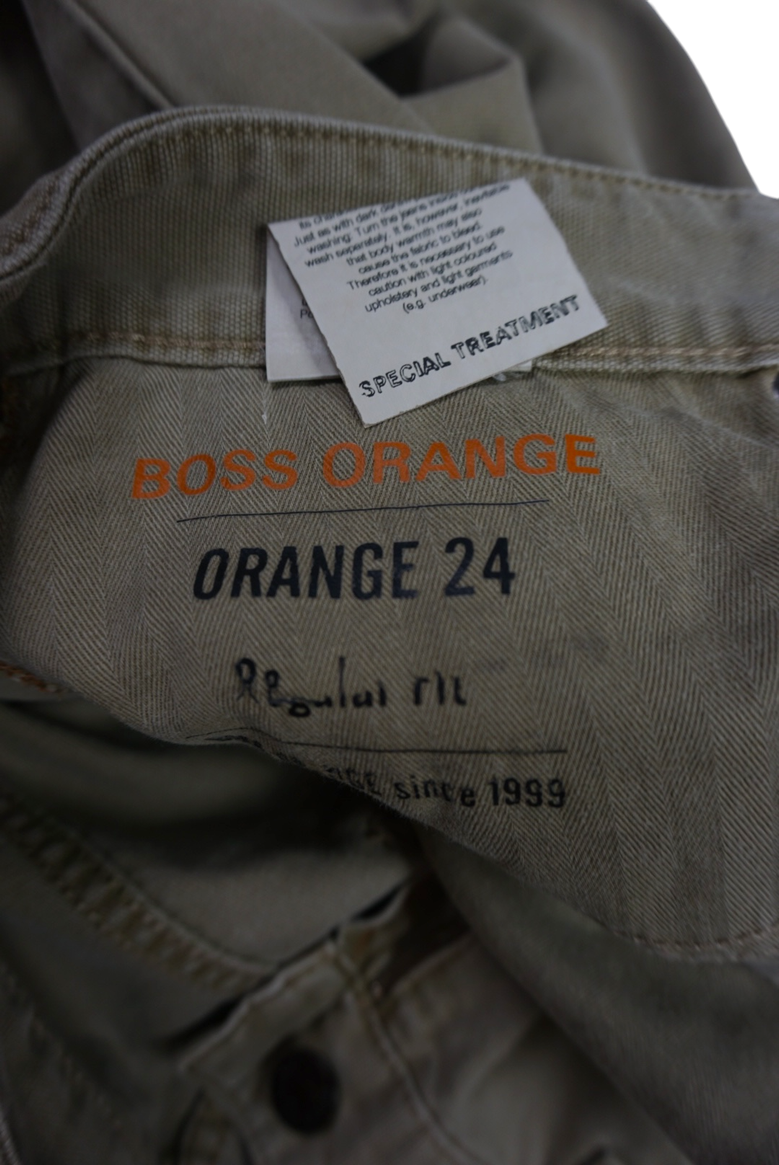 Just as with dark
washing. Turn the jeans inside
wash separately. It is, however, inevitable
that body warmth may also
cause the fabric to bleed.
Therefore it is necessary to use
caution with light coloured
upholstery and light garments
(e.g. underwear).
SPECIAL TREATMENT
BOSS ORANGE
ORANGE 24
Regular Fit
since 1999